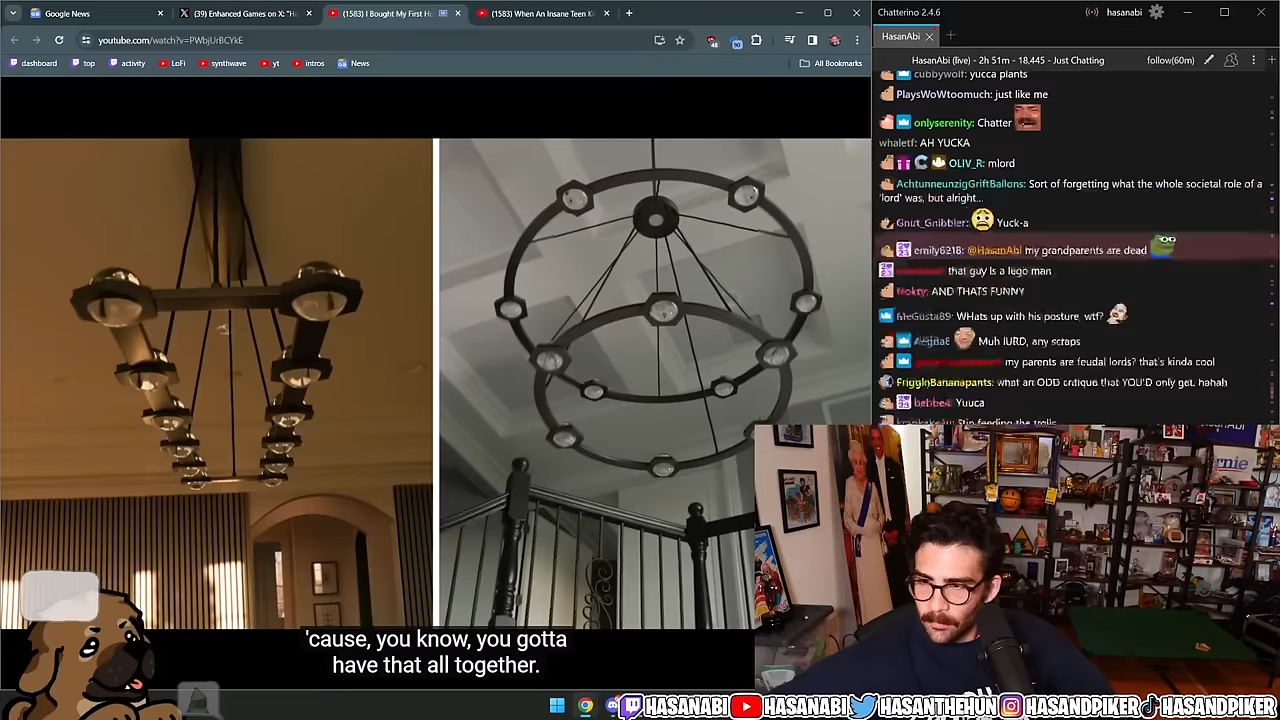 Google News
(39) Enhanced Games on X: "H
(1583) I Bought My First H
(1583) When An Insane Teen K
youtube.com/watch?v=PWbjUrBCYkE
dashboard
top
activity
LoFi
synthwave
yt
intros
News
All Bookmarks
'cause, you know, you gotta
have that all together.
Chatterino 2.4.6
hasanabi
HasanAbi
HasanAbi (live) - 2h 51m - 18,445 - Just Chatting
follow(60m)
cubbywolf: yucca plants
PlaysWoWtoomuch: just like me
onlyserenity: Chatter
whaletf: AH YUCKA
OLIV_R: mlord
AchtunneunzigGriftBallons: Sort of forgetting what the whole societal role of a
'lord' was, but alright...
Gnut_Gnibbler: Yuck-a
emily6218: @HasanAbi my grandparents are dead
that guy is a lego man
AND THATS FUNNY
MeGusta89: WHats up with his posture, wtf?
Muh lURD, any scraps
my parents are feudal lords? that's kinda cool
FrigglyBananapants: what an ODD critique that YOU'D only get, hahah
Yuuca
HASANABI
HASANABI
HASANTHEHUN
HASANDPIKER
HASANDPIKER